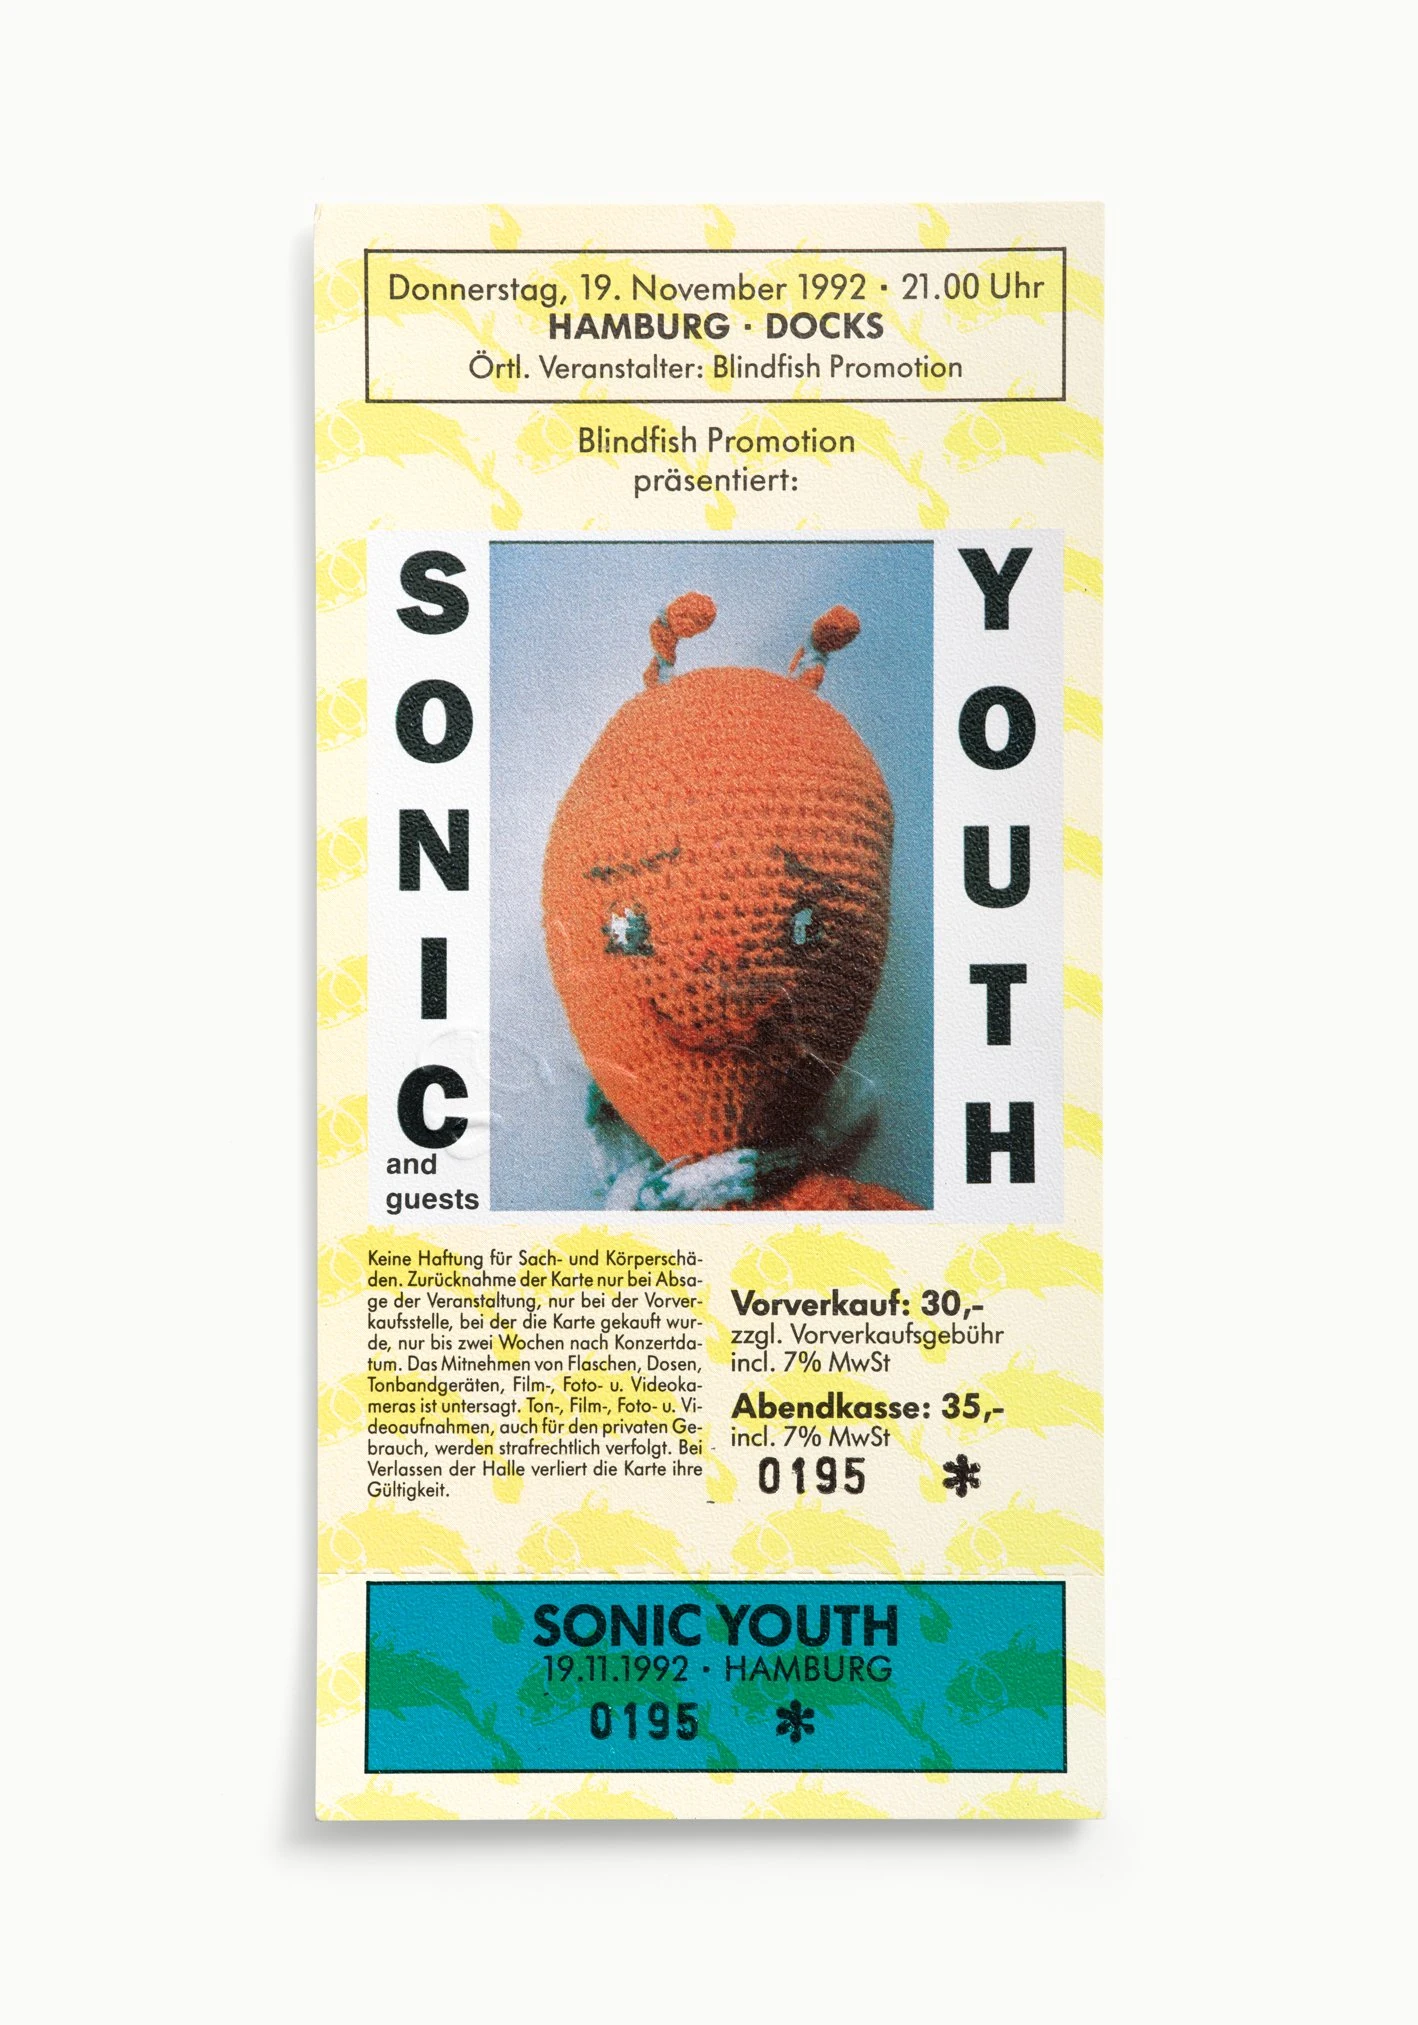 Donnerstag, 19. November 1992 · 21.00 Uhr
HAMBURG · DOCKS
Örtl. Veranstalter: Blindfish Promotion
Blindfish Promotion
präsentiert:
SONIC
YOUTH
and
guests
Keine Haftung für Sach- und Körperschä-
den. Zurücknahme der Karte nur bei Absa-
ge der Veranstaltung, nur bei der Vorver-
kaufsstelle, bei der die Karte gekauft wur-
de, nur bis zwei Wochen nach Konzertda-
tum. Das Mitnehmen von Flaschen, Dosen,
Tonbandgeräten, Film-, Foto- u. Videoka-
meras ist untersagt. Ton-, Film-, Foto- u. Vi-
deoaufnahmen, auch für den privaten Ge-
brauch, werden strafrechtlich verfolgt. Bei
Verlassen der Halle verliert die Karte ihre
Gültigkeit.
Vorverkauf: 30,-
zzgl. Vorverkaufsgebühr
incl. 7% MwSt
Abendkasse: 35,-
incl. 7% MwSt
0195 *
SONIC YOUTH
19.11.1992 · HAMBURG
0195 *